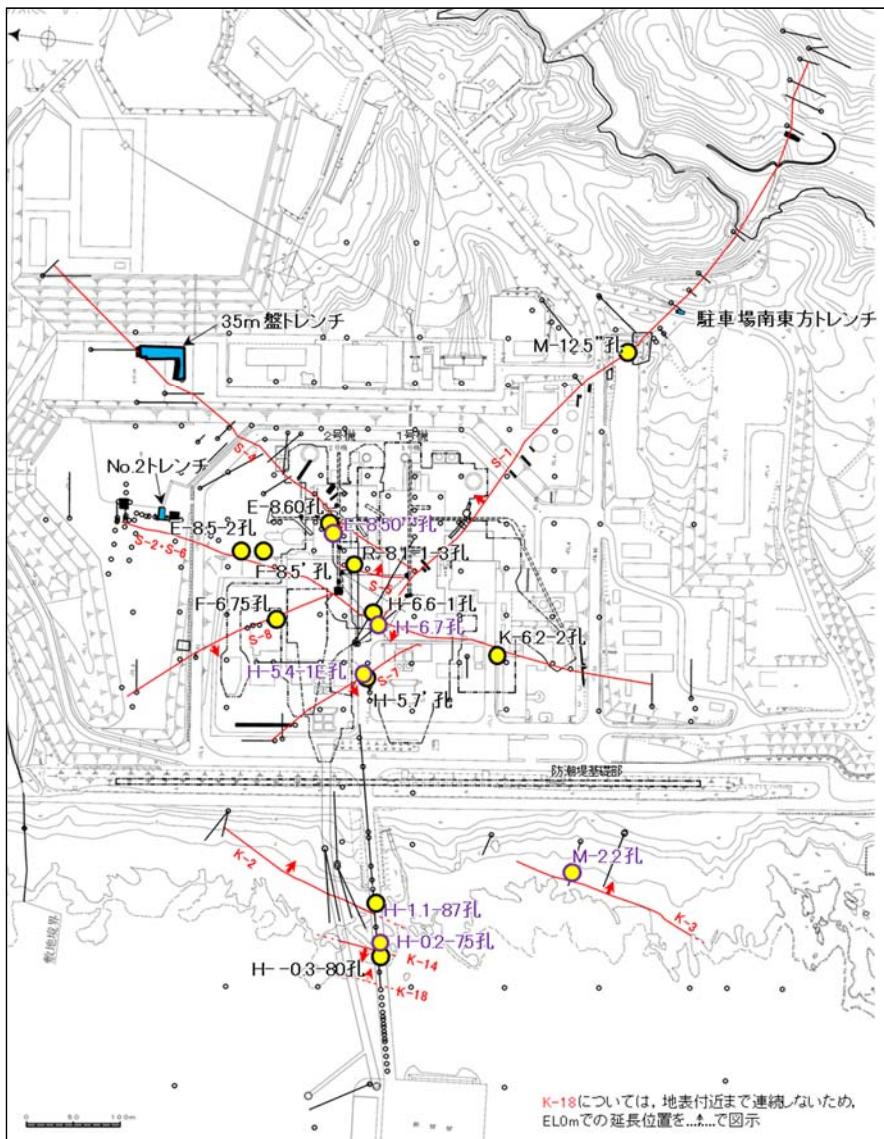 35m盤トレンチ
駐車場南東方トレンチ
M-12.5"孔
2号機
1号機
S-1
S-4
No.2トレンチ
E-8.60孔
E-8.50'''孔
E-8.5-2孔
S-2・S-6
R-8.1-1-3孔
F-8.5'孔
S-5
F-6.75孔
H-6.6-1孔
S-8
H-6.7孔
K-6.2-2孔
H-5.4-1E孔
S-7
H-5.7'孔
防潮堤基礎部
K-2
M-2.2孔
H-1.1-87孔
K-3
敷地境界
H-0.2-75孔
H--0.3-80孔
K-14
K-18
K-18については，地表付近まで連続しないため，
EL0mでの延長位置を...で図示
0 50 100m